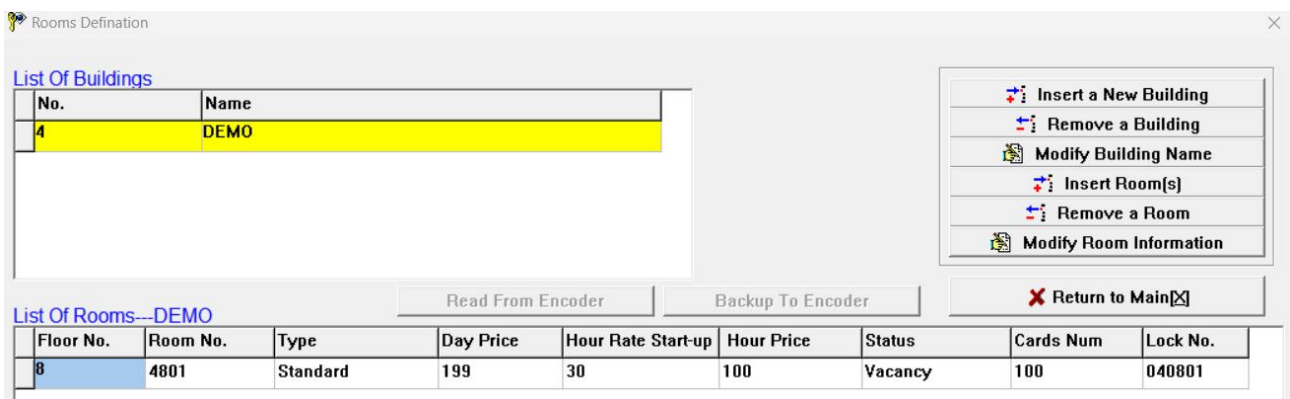 Rooms Defination
List Of Buildings
No. Name
4 DEMO
Insert a New Building
Remove a Building
Modify Building Name
Insert Room(s)
Remove a Room
Modify Room Information
Read From Encoder Backup To Encoder Return to Main[X]
List Of Rooms---DEMO
Floor No. Room No. Type Day Price Hour Rate Start-up Hour Price Status Cards Num Lock No.
8 4801 Standard 199 30 100 Vacancy 100 040801